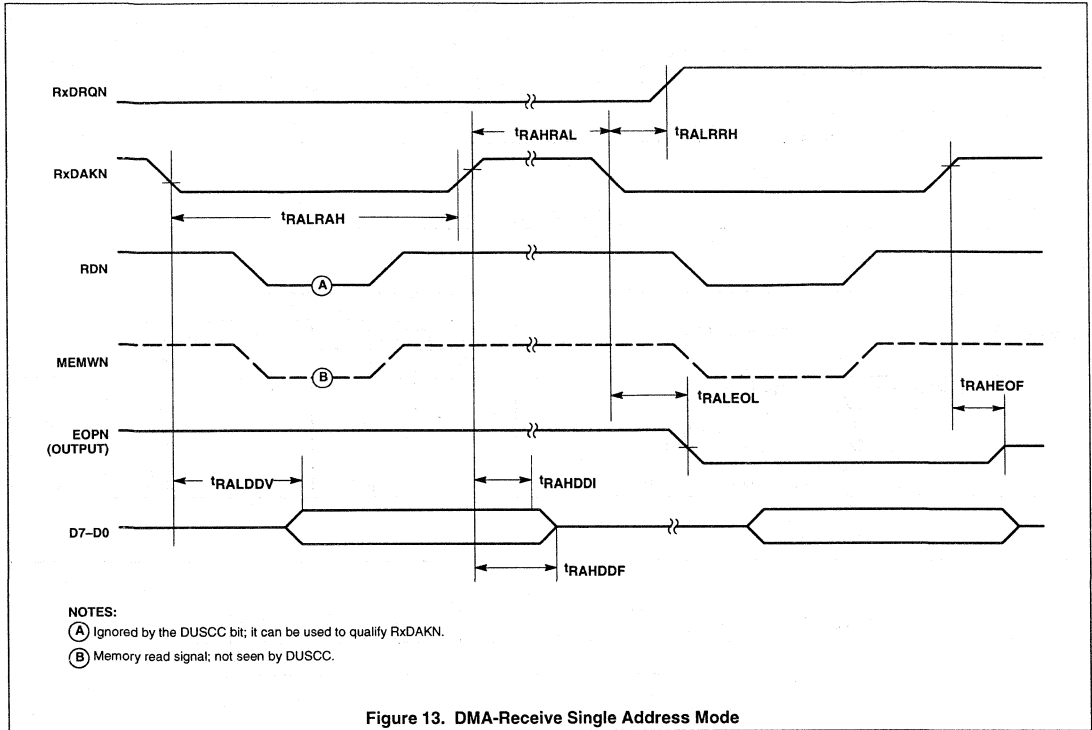 RxDRQN
tRAHRAL
tRALRRH
RxDAKN
tRALRAH
RDN
A
MEMWN
B
tRALEOL
tRAHEOF
EOPN
(OUTPUT)
tRALDDV
tRAHDDI
D7–D0
tRAHDDF
NOTES:
A Ignored by the DUSCC bit; it can be used to qualify RxDAKN.
B Memory read signal; not seen by DUSCC.
Figure 13. DMA-Receive Single Address Mode